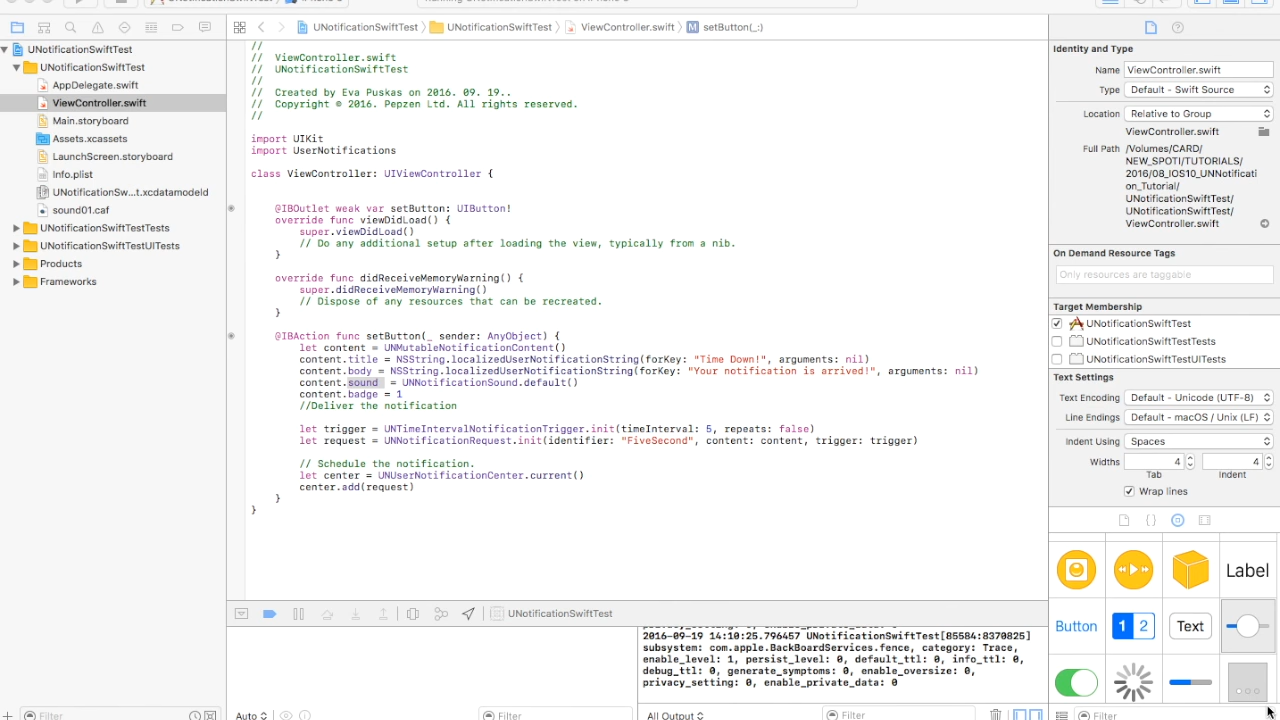 UNotificationSwiftTest
UNotificationSwiftTest
ViewController.swift
setButton(_:)
UNotificationSwiftTest
UNotificationSwiftTest
AppDelegate.swift
ViewController.swift
Main.storyboard
Assets.xcassets
LaunchScreen.storyboard
Info.plist
UNotificationSw...t.xcdatamodeld
sound01.caf
UNotificationSwiftTestTests
UNotificationSwiftTestUITests
Products
Frameworks
Filter
//
// ViewController.swift
// UNotificationSwiftTest
//
// Created by Eva Puskas on 2016. 09. 19..
// Copyright © 2016. Pepzen Ltd. All rights reserved.
//
import UIKit
import UserNotifications
class ViewController: UIViewController {
@IBOutlet weak var setButton: UIButton!
override func viewDidLoad() {
super.viewDidLoad()
// Do any additional setup after loading the view, typically from a nib.
}
override func didReceiveMemoryWarning() {
super.didReceiveMemoryWarning()
// Dispose of any resources that can be recreated.
}
@IBAction func setButton(_ sender: AnyObject) {
let content = UNMutableNotificationContent()
content.title = NSString.localizedUserNotificationString(forKey: "Time Down!", arguments: nil)
content.body = NSString.localizedUserNotificationString(forKey: "Your notification is arrived!", arguments: nil)
content.sound = UNNotificationSound.default()
content.badge = 1
//Deliver the notification
let trigger = UNTimeIntervalNotificationTrigger.init(timeInterval: 5, repeats: false)
let request = UNNotificationRequest.init(identifier: "FiveSecond", content: content, trigger: trigger)
// Schedule the notification.
let center = UNUserNotificationCenter.current()
center.add(request)
}
}
UNotificationSwiftTest
2016-09-19 14:10:25.796457 UNotificationSwiftTest[85584:8370825]
subsystem: com.apple.BackBoardServices.fence, category: Trace,
enable_level: 1, persist_level: 0, default_ttl: 0, info_ttl: 0,
debug_ttl: 0, generate_symptoms: 0, enable_oversize: 0,
privacy_setting: 0, enable_private_data: 0
Auto
Filter
All Output
Filter
Identity and Type
Name ViewController.swift
Type Default - Swift Source
Location Relative to Group
ViewController.swift
Full Path /Volumes/CARD/
NEW_SPOTI/TUTORIALS/
2016/08_IOS10_UNNotificati
on_Tutorial/
UNotificationSwiftTest/
UNotificationSwiftTest/
ViewController.swift
On Demand Resource Tags
Only resources are taggable
Target Membership
UNotificationSwiftTest
UNotificationSwiftTestTests
UNotificationSwiftTestUITests
Text Settings
Text Encoding Default - Unicode (UTF-8)
Line Endings Default - macOS / Unix (LF)
Indent Using Spaces
Widths 4 4
Tab Indent
Wrap lines
Label
Button 1 2 Text
Filter